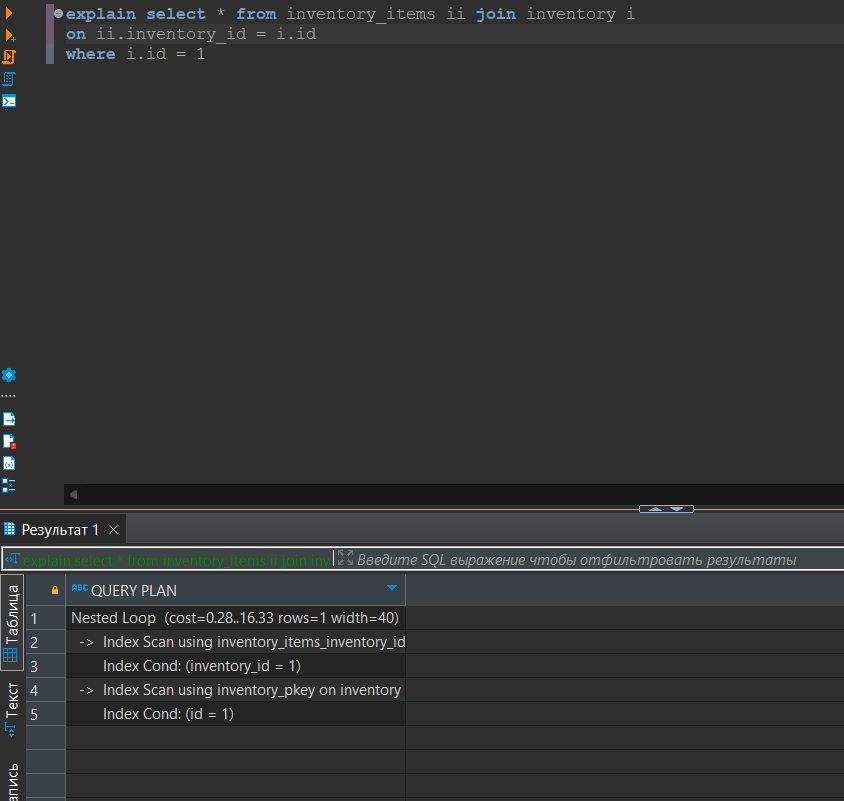 explain select * from inventory_items ii join inventory i
on ii.inventory_id = i.id
where i.id = 1
Результат 1
explain select * from inventory_items ii join inv
Введите SQL выражение чтобы отфильтровать результаты
Таблица
Текст
апись
ABC QUERY PLAN
1 Nested Loop (cost=0.28..16.33 rows=1 width=40)
2 -> Index Scan using inventory_items_inventory_id
3 Index Cond: (inventory_id = 1)
4 -> Index Scan using inventory_pkey on inventory
5 Index Cond: (id = 1)